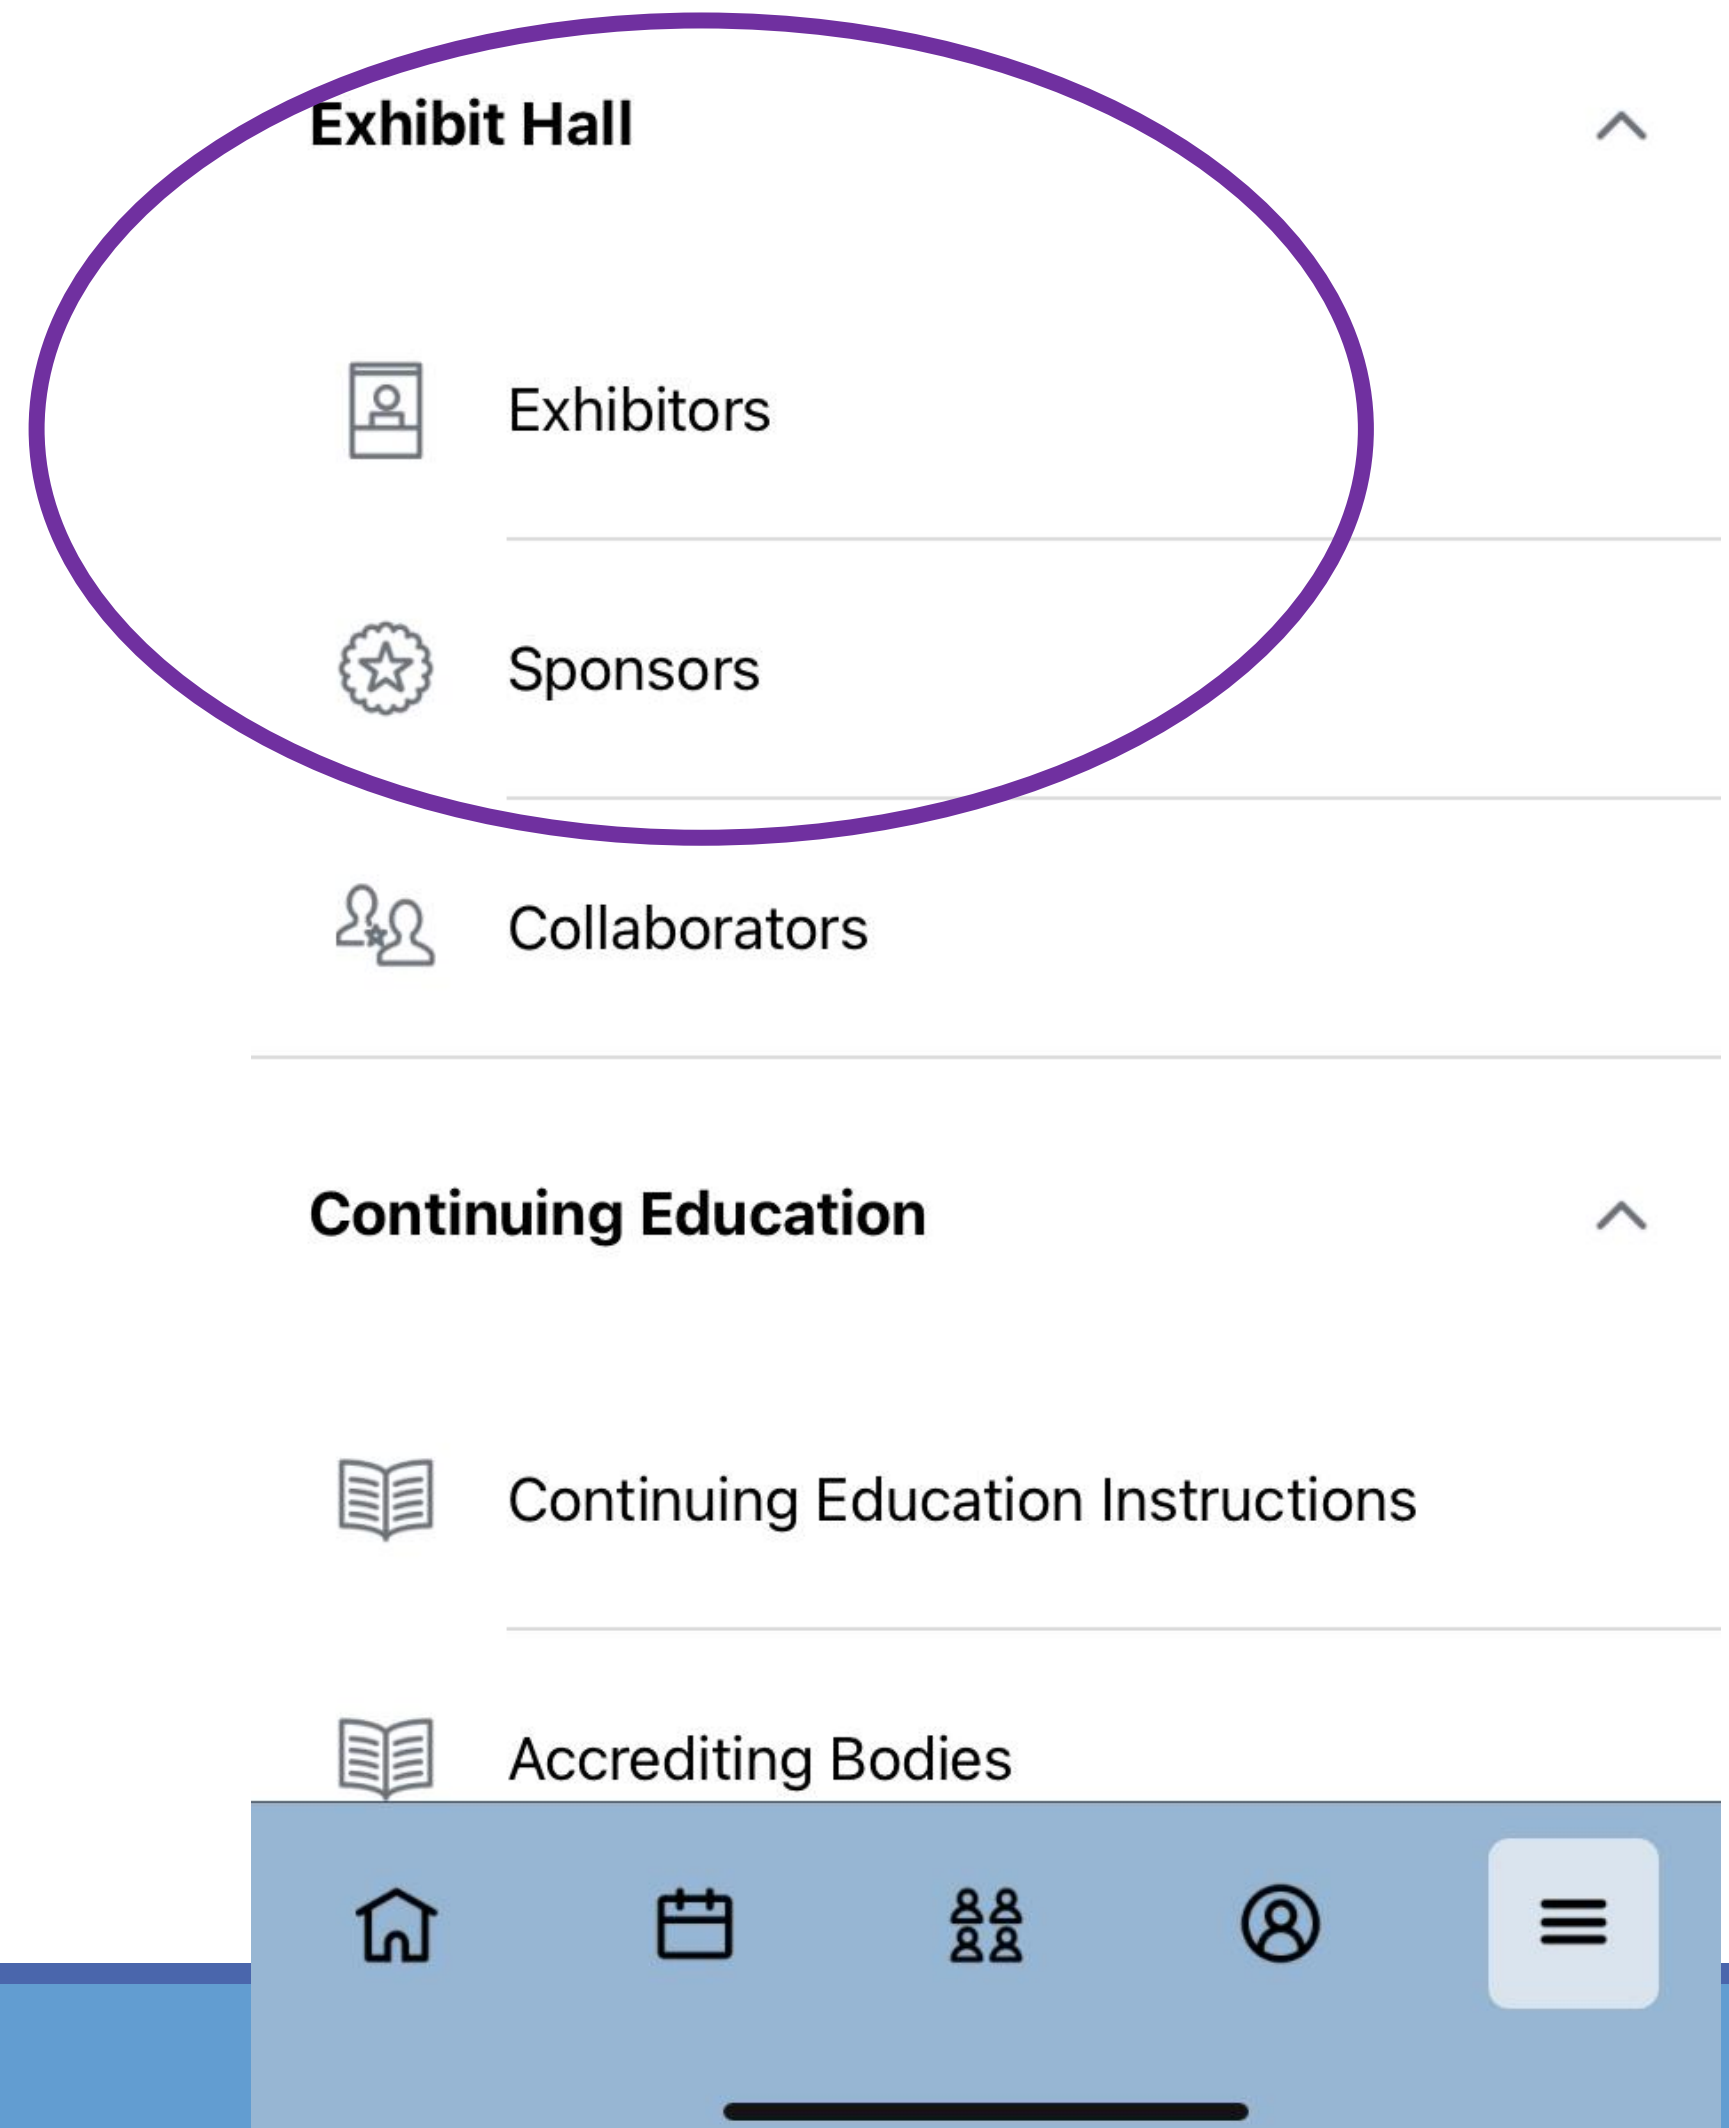 Exhibit Hall
Exhibitors
Sponsors
Collaborators
Continuing Education
Continuing Education Instructions
Accrediting Bodies